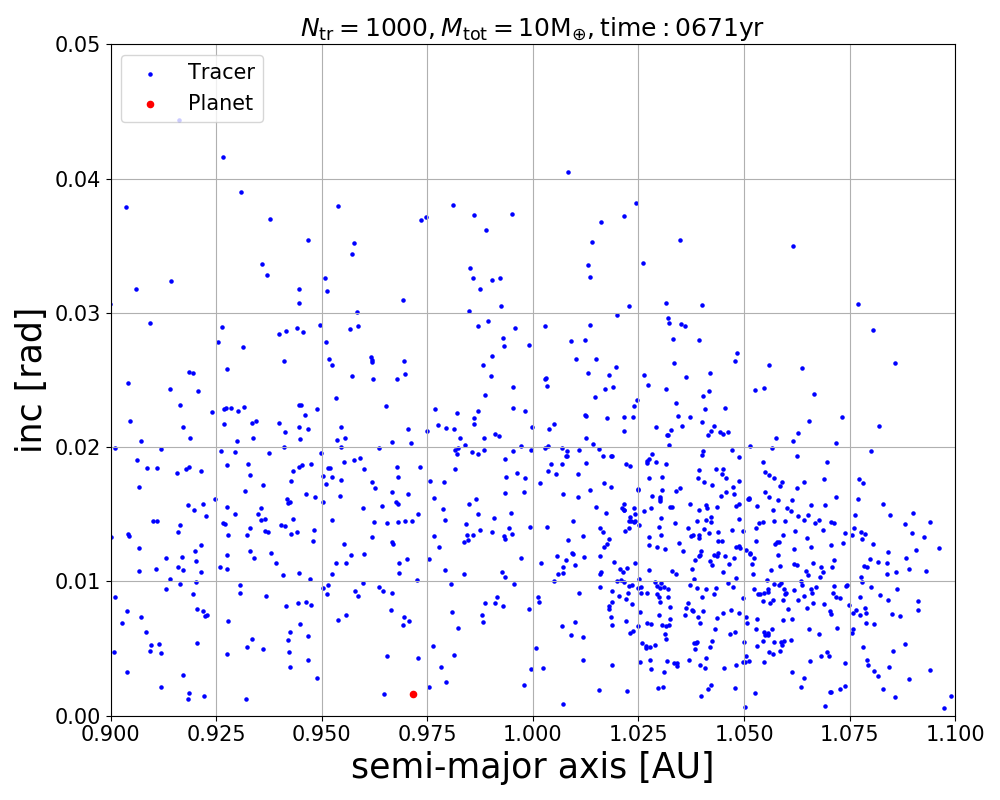 N_tr = 1000, M_tot = 10M_⊕, time : 0671yr
Tracer
Planet
inc [rad]
0.05
0.04
0.03
0.02
0.01
0.00
0.900 0.925 0.950 0.975 1.000 1.025 1.050 1.075 1.100
semi-major axis [AU]